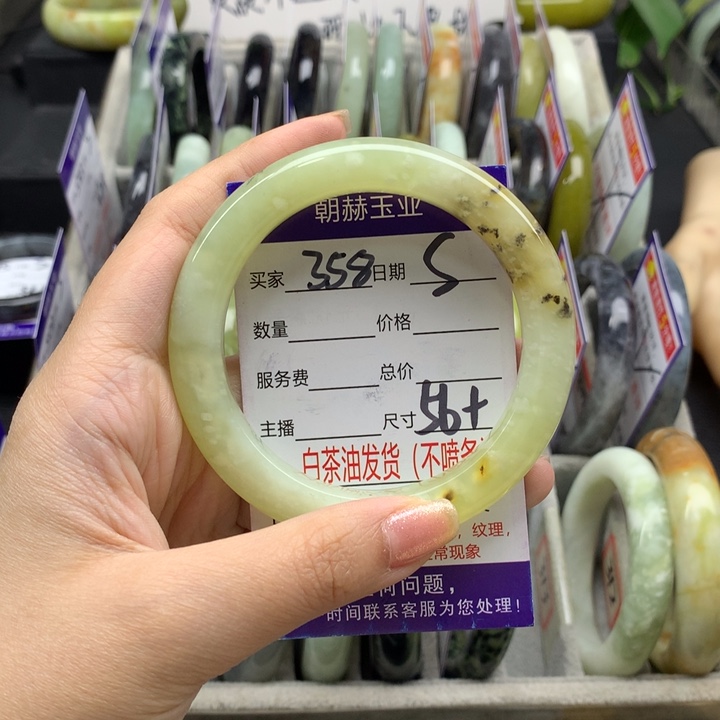 朝赫玉业
买家 358 日期 5
数量 价格
服务费 总价
主播 尺寸 56+
白茶油发货(不喷
,纹理,
常现象
何问题,
时间联系客服为您处理!